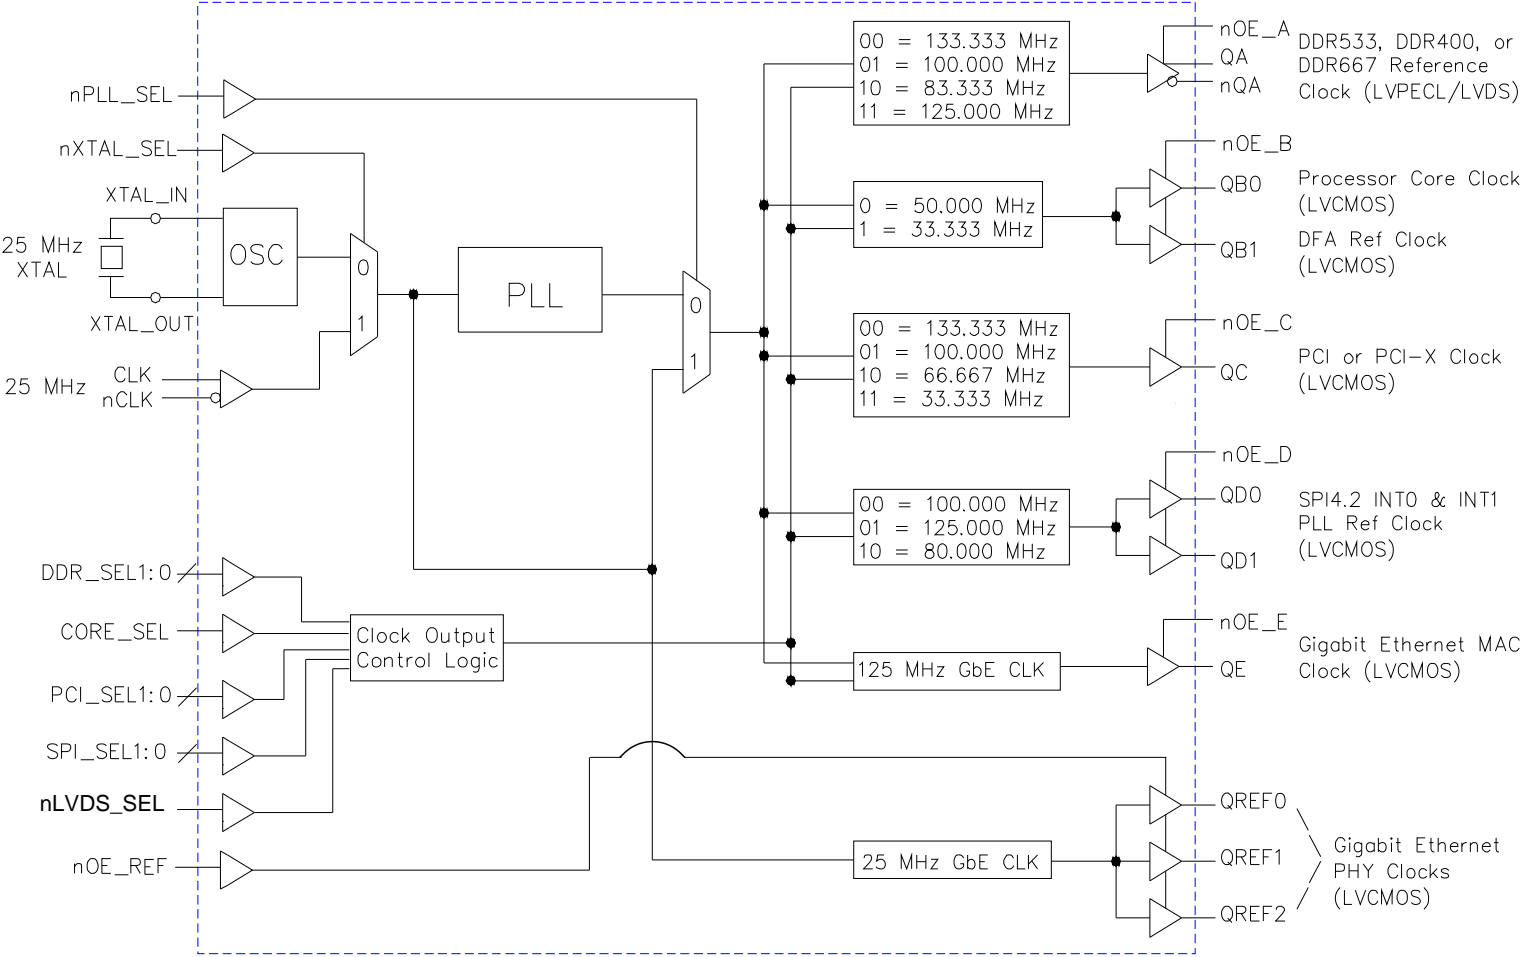 nPLL_SEL
nXTAL_SEL
XTAL_IN
25 MHz
XTAL
XTAL_OUT
OSC
0
1
25 MHz
CLK
nCLK
PLL
0
1
DDR_SEL1:0
CORE_SEL
PCI_SEL1:0
SPI_SEL1:0
nLVDS_SEL
nOE_REF
Clock Output
Control Logic
00 = 133.333 MHz
01 = 100.000 MHz
10 = 83.333 MHz
11 = 125.000 MHz
nOE_A
QA
nQA
DDR533, DDR400, or
DDR667 Reference
Clock (LVPECL/LVDS)
0 = 50.000 MHz
1 = 33.333 MHz
nOE_B
QB0
Processor Core Clock
(LVCMOS)
QB1
DFA Ref Clock
(LVCMOS)
00 = 133.333 MHz
01 = 100.000 MHz
10 = 66.667 MHz
11 = 33.333 MHz
nOE_C
QC
PCI or PCI-X Clock
(LVCMOS)
00 = 100.000 MHz
01 = 125.000 MHz
10 = 80.000 MHz
nOE_D
QD0
QD1
SPI4.2 INT0 & INT1
PLL Ref Clock
(LVCMOS)
125 MHz GbE CLK
nOE_E
QE
Gigabit Ethernet MAC
Clock (LVCMOS)
25 MHz GbE CLK
QREF0
QREF1
QREF2
Gigabit Ethernet
PHY Clocks
(LVCMOS)